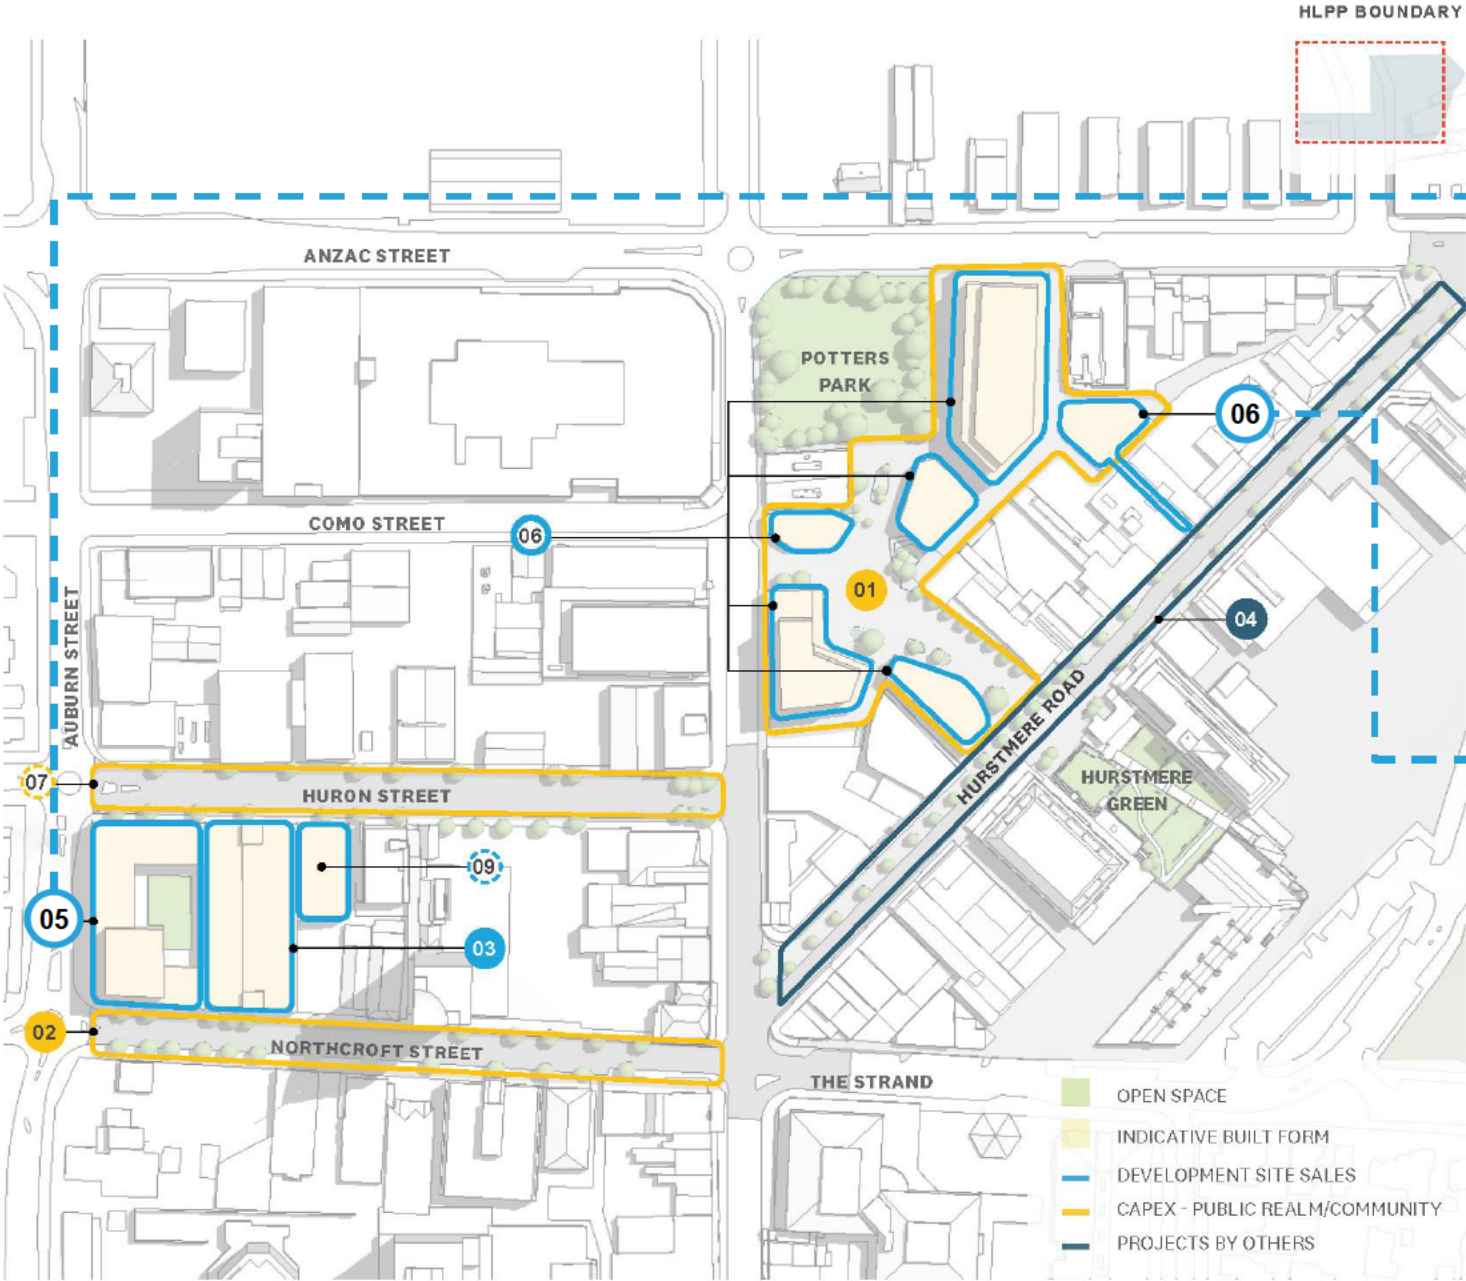 HLPP BOUNDARY
ANZAC STREET
POTTERS
PARK
06
COMO STREET
06
01
04
AUBURN STREET
HURSTMERE ROAD
HURSTMERE
GREEN
07
HURON STREET
09
05
03
02
NORTHCROFT STREET
THE STRAND
OPEN SPACE
INDICATIVE BUILT FORM
DEVELOPMENT SITE SALES
CAPEX - PUBLIC REALM/COMMUNITY
PROJECTS BY OTHERS